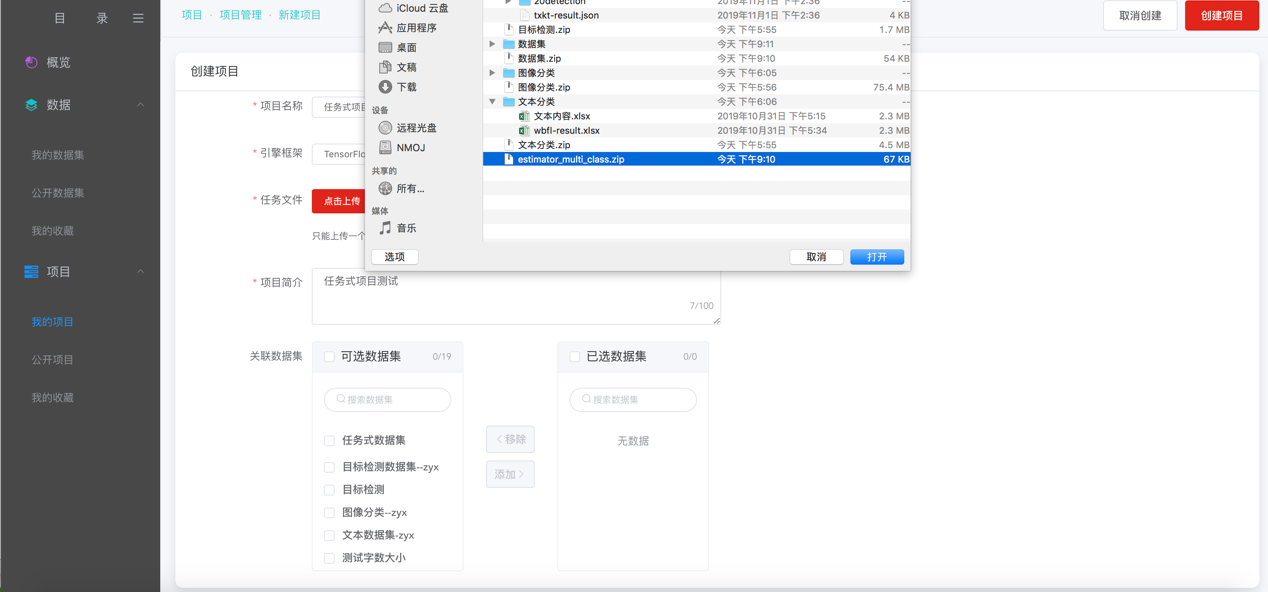 目 录
概览
数据
我的数据集
公开数据集
我的收藏
项目
我的项目
公开项目
我的收藏
项目 · 项目管理 · 新建项目
取消创建
创建项目
创建项目
* 项目名称
任务式项目
* 引擎框架
TensorFlo
* 任务文件
点击上传
只能上传一个
* 项目简介
任务式项目测试
7/100
关联数据集
可选数据集 0/19
搜索数据集
任务式数据集
目标检测数据集--zyx
目标检测
图像分类--zyx
文本数据集-zyx
测试字数大小
< 移除
添加 >
已选数据集 0/0
搜索数据集
无数据
iCloud 云盘
应用程序
桌面
文稿
下载
设备
远程光盘
NMOJ
共享的
所有...
媒体
音乐
20detection 2019年11月1日 下午2:36 --
txkt-result.json 2019年11月1日 下午2:36 4 KB
目标检测.zip 今天 下午5:55 1.7 MB
数据集 今天 下午9:11 --
数据集.zip 今天 下午9:10 54 KB
图像分类 今天 下午6:05 --
图像分类.zip 今天 下午5:56 75.4 MB
文本分类 今天 下午6:06 --
文本内容.xlsx 2019年10月31日 下午5:15 2.3 MB
wbfl-result.xlsx 2019年10月31日 下午5:34 2.3 MB
文本分类.zip 今天 下午5:55 4.5 MB
estimator_multi_class.zip 今天 下午9:10 67 KB
选项
取消
打开